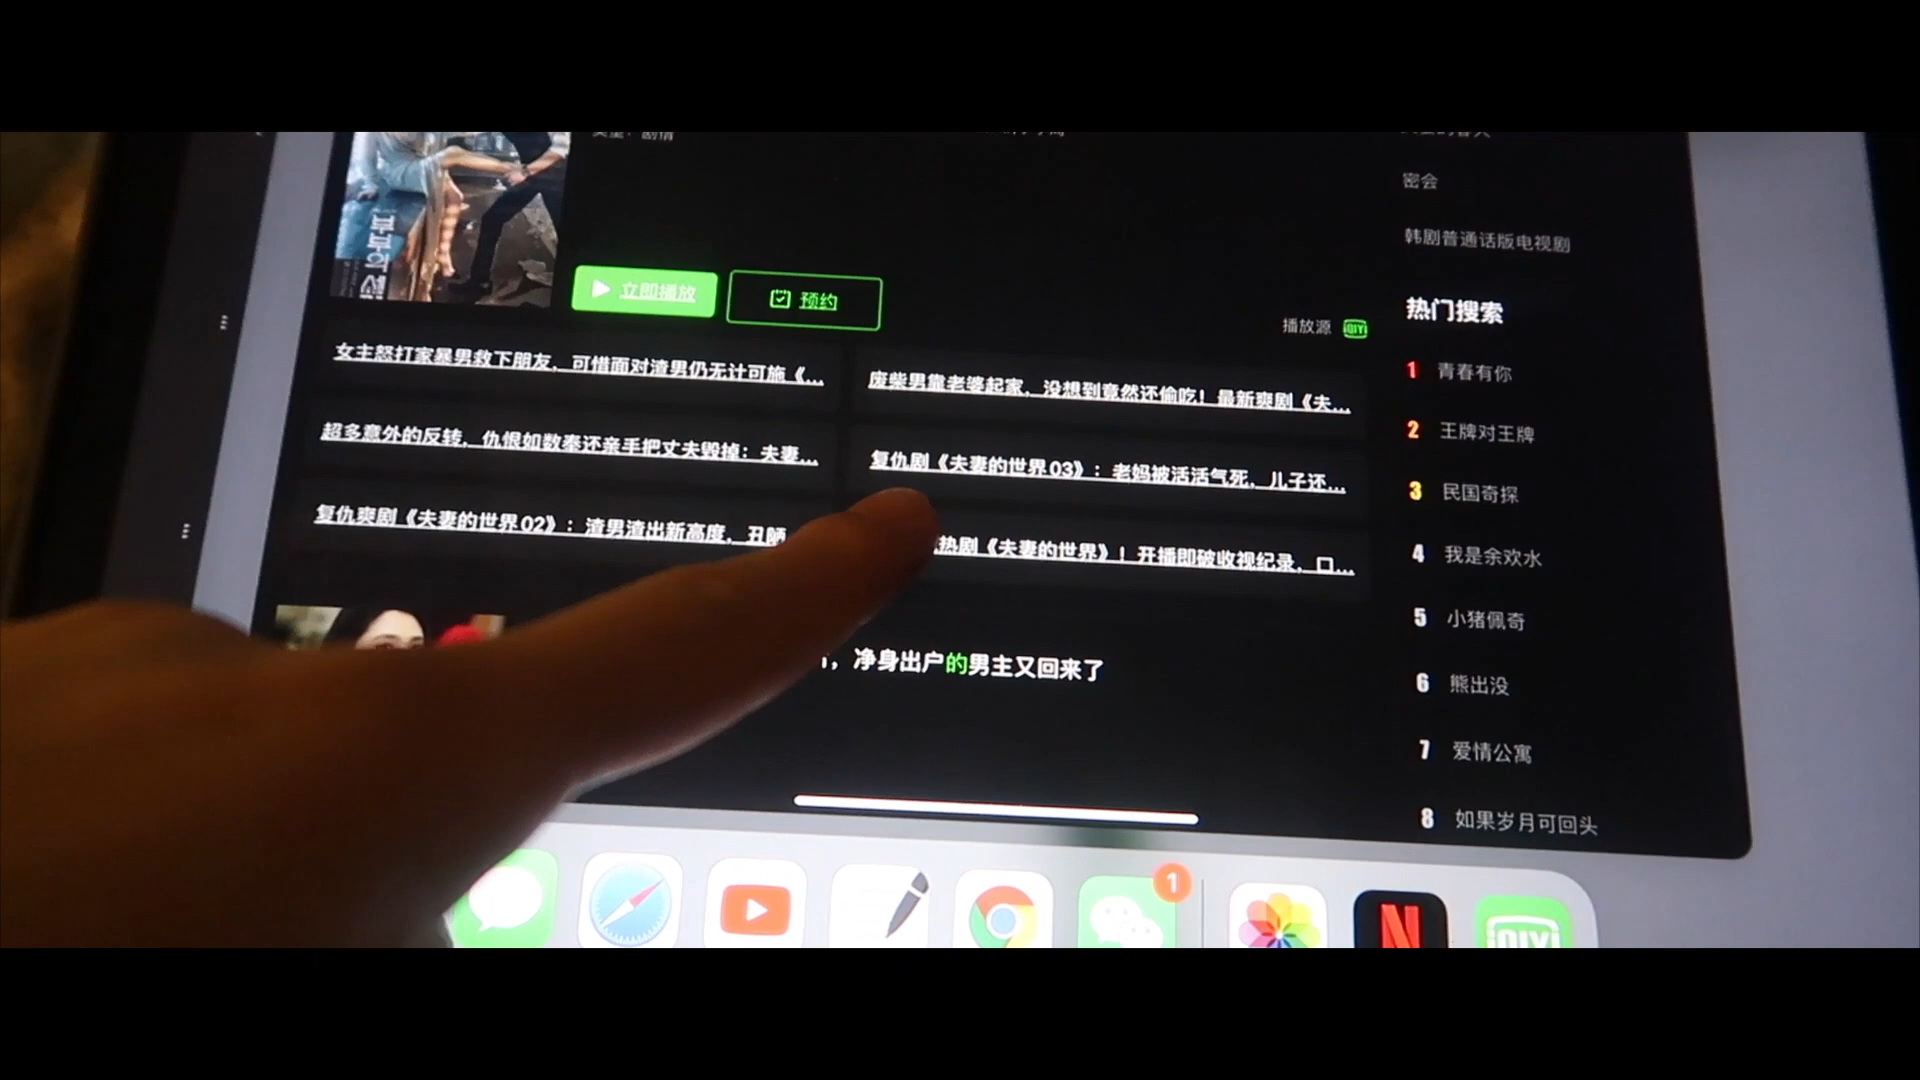 密会
韩剧普通话版电视剧
立即播放
预约
播放源
女主怒打家暴男救下朋友，可惜面对渣男仍无计可施《...
废柴男靠老婆起家，没想到竟然还偷吃！最新爽剧《夫...
超多意外的反转，仇恨如数奉还亲手把丈夫毁掉：夫妻...
复仇剧《夫妻的世界03》：老妈被活活气死，儿子还...
复仇爽剧《夫妻的世界02》：渣男渣出新高度，丑陋
热剧《夫妻的世界》！开播即破收视纪录，口...
，净身出户的男主又回来了
热门搜索
1 青春有你
2 王牌对王牌
3 民国奇探
4 我是余欢水
5 小猪佩奇
6 熊出没
7 爱情公寓
8 如果岁月可回头
1
N
QIYI